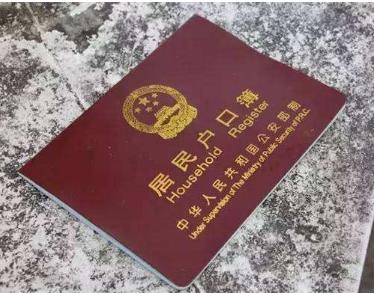 居民户口簿
Household Register
中华人民共和国公安部制
Under Supervision of The Ministry of Public Security of P.R.C.